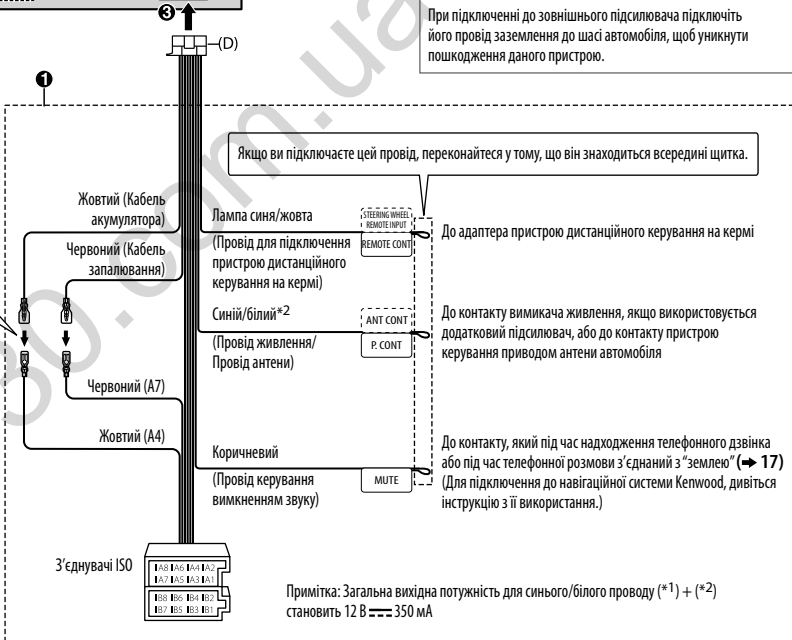 При підключенні до зовнішнього підсилювача підключіть
його провід заземлення до шасі автомобіля, щоб уникнути
пошкодження даного пристрою.
3
(D)
1
Якщо ви підключаєте цей провід, переконайтеся у тому, що він знаходиться всередині щитка.
Жовтий (Кабель
акумулятора)
Червоний (Кабель
запалювання)
Лампа синя/жовта
(Провід для підключення
пристрою дистанційного
керування на кермі)
STEERING WHEEL
REMOTE INPUT
REMOTE CONT
До адаптера пристрою дистанційного керування на кермі
Синій/білий*2
(Провід живлення/
Провід антени)
ANT CONT
P. CONT
До контакту вимикача живлення, якщо використовується
додатковий підсилювач, або до контакту пристрою
керування приводом антени автомобіля
Червоний (A7)
Жовтий (A4)
Коричневий
(Провід керування
вимкненням звуку)
MUTE
До контакту, який під час надходження телефонного дзвінка
або під час телефонної розмови з’єднаний з “землею” (➔ 17)
(Для підключення до навігаційної системи Kenwood, дивіться
інструкцію з її використання.)
З’єднувачі ISO
A8 A6 A4 A2
A7 A5 A3 A1
B8 B6 B4 B2
B7 B5 B3 B1
Примітка: Загальна вихідна потужність для синього/білого проводу (*1) + (*2)
становить 12 В ⎓ 350 мА
30.com.ua